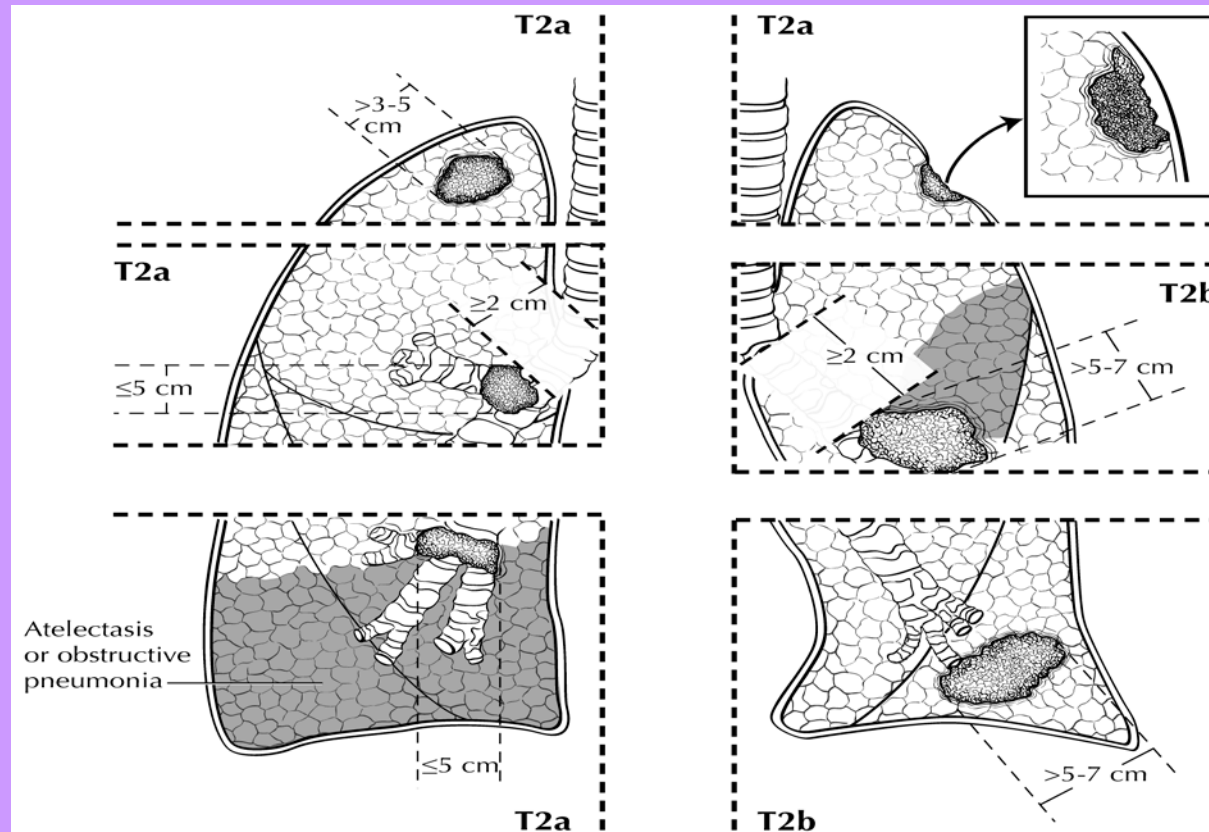 T2a
>3-5
cm
T2a
T2a
≥2 cm
≤5 cm
T2b
≥2 cm
>5-7 cm
Atelectasis
or obstructive
pneumonia
≤5 cm
T2a
>5-7 cm
T2b